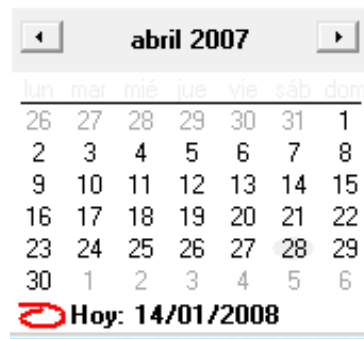 abril 2007
lun mar mié jue vie sáb dom
26 27 28 29 30 31 1
2 3 4 5 6 7 8
9 10 11 12 13 14 15
16 17 18 19 20 21 22
23 24 25 26 27 28 29
30 1 2 3 4 5 6
Hoy: 14/01/2008